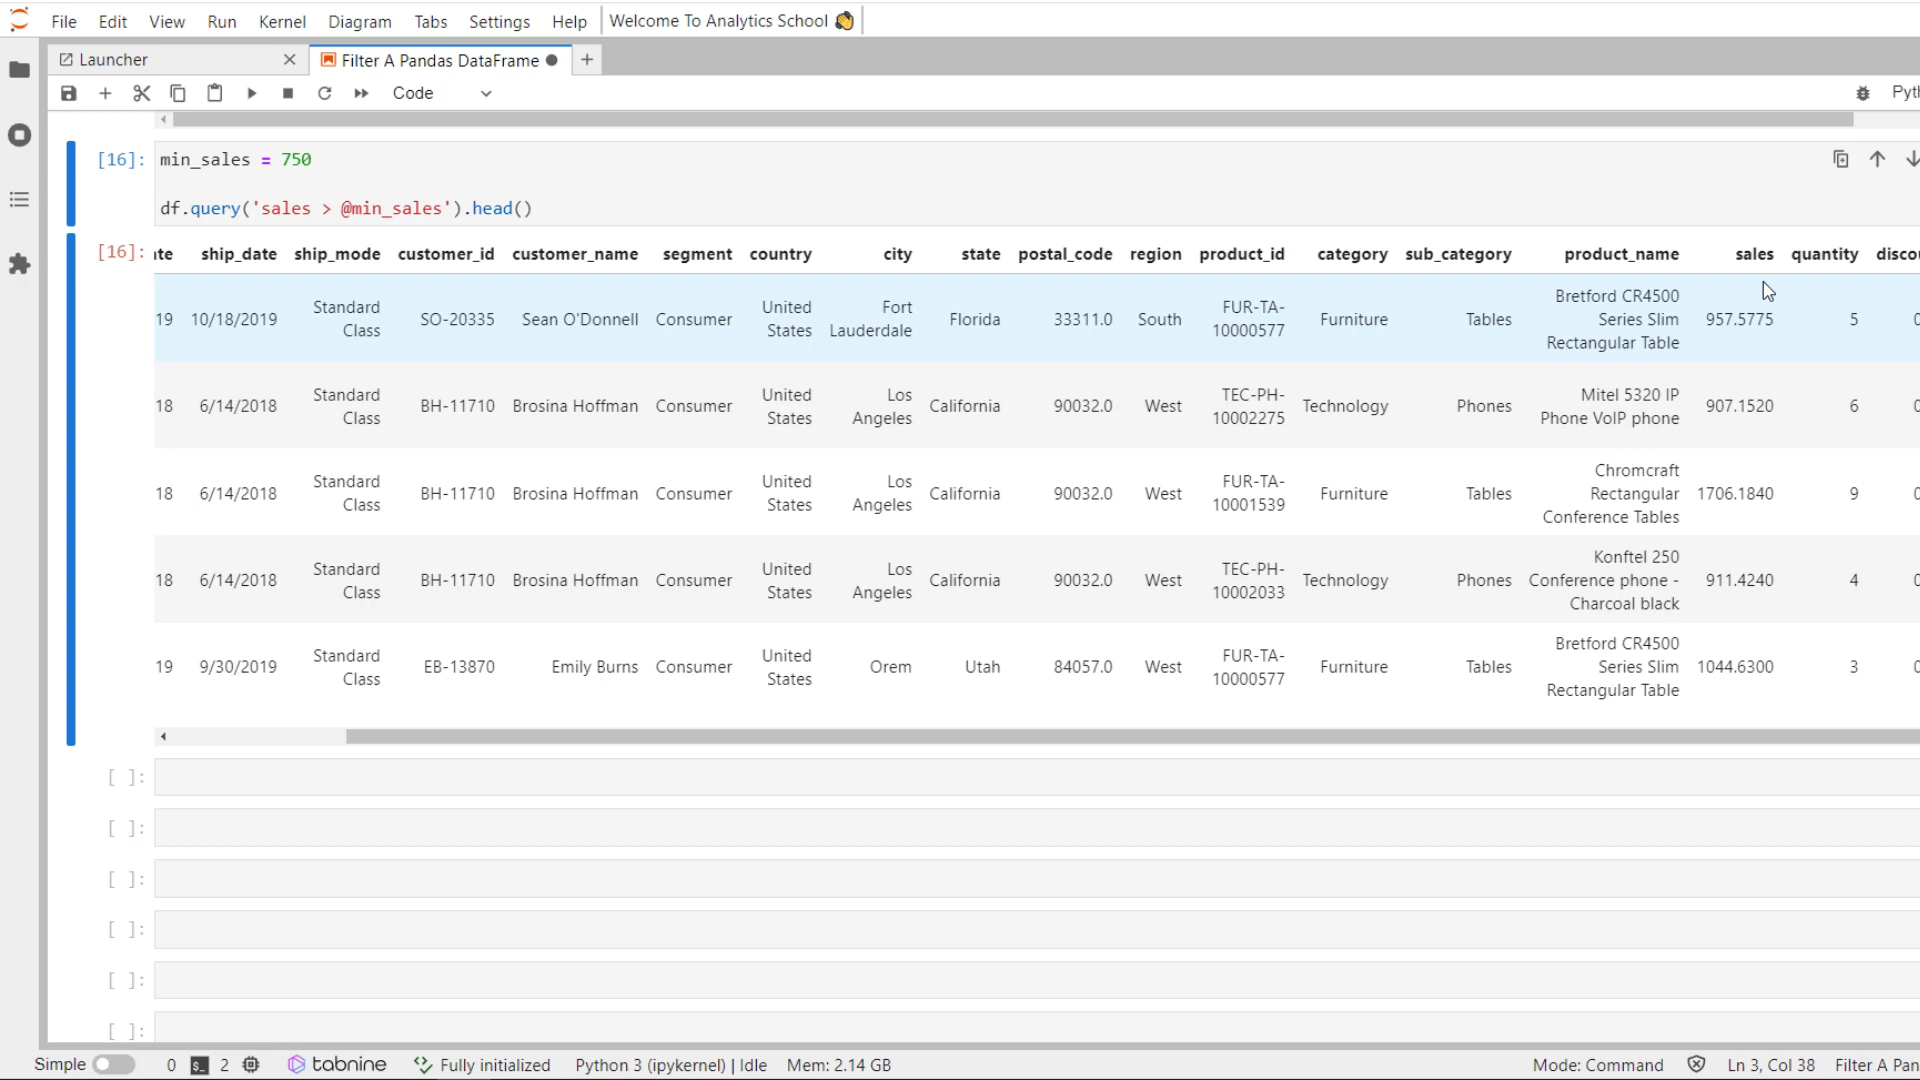 File Edit View Run Kernel Diagram Tabs Settings Help Welcome To Analytics School
Launcher Filter A Pandas DataFrame
Code Pyth
[16]: min_sales = 750
df.query('sales > @min_sales').head()
[16]: ite ship_date ship_mode customer_id customer_name segment country city state postal_code region product_id category sub_category product_name sales quantity discou
19 10/18/2019 Standard Class SO-20335 Sean O'Donnell Consumer United States Fort Lauderdale Florida 33311.0 South FUR-TA-10000577 Furniture Tables Bretford CR4500 Series Slim Rectangular Table 957.5775 5 0
18 6/14/2018 Standard Class BH-11710 Brosina Hoffman Consumer United States Los Angeles California 90032.0 West TEC-PH-10002275 Technology Phones Mitel 5320 IP Phone VoIP phone 907.1520 6 0
18 6/14/2018 Standard Class BH-11710 Brosina Hoffman Consumer United States Los Angeles California 90032.0 West FUR-TA-10001539 Furniture Tables Chromcraft Rectangular Conference Tables 1706.1840 9 0
18 6/14/2018 Standard Class BH-11710 Brosina Hoffman Consumer United States Los Angeles California 90032.0 West TEC-PH-10002033 Technology Phones Konftel 250 Conference phone - Charcoal black 911.4240 4 0
19 9/30/2019 Standard Class EB-13870 Emily Burns Consumer United States Orem Utah 84057.0 West FUR-TA-10000577 Furniture Tables Bretford CR4500 Series Slim Rectangular Table 1044.6300 3 0
[ ]:
[ ]:
[ ]:
[ ]:
[ ]:
[ ]:
Simple 0 2 tabnine Fully initialized Python 3 (ipykernel) | Idle Mem: 2.14 GB Mode: Command Ln 3, Col 38 Filter A Pan